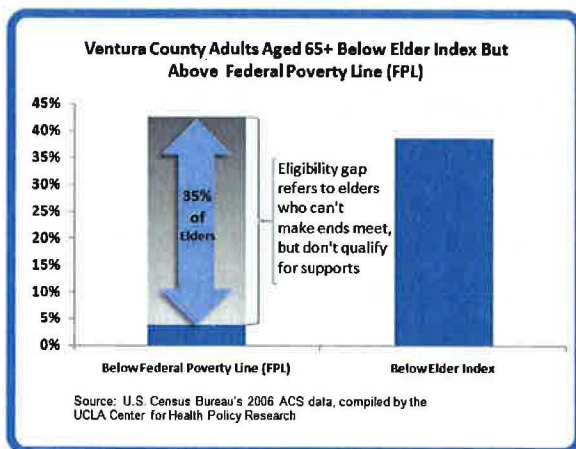 Ventura County Adults Aged 65+ Below Elder Index But
Above Federal Poverty Line (FPL)
45%
40%
35%
30%
25%
20%
15%
10%
5%
0%
35%
of
Elders
Eligibility gap
refers to elders
who can't
make ends meet,
but don't qualify
for supports
Below Federal Poverty Line (FPL)
Below Elder Index
Source: U.S. Census Bureau's 2006 ACS data, compiled by the
UCLA Center for Health Policy Research